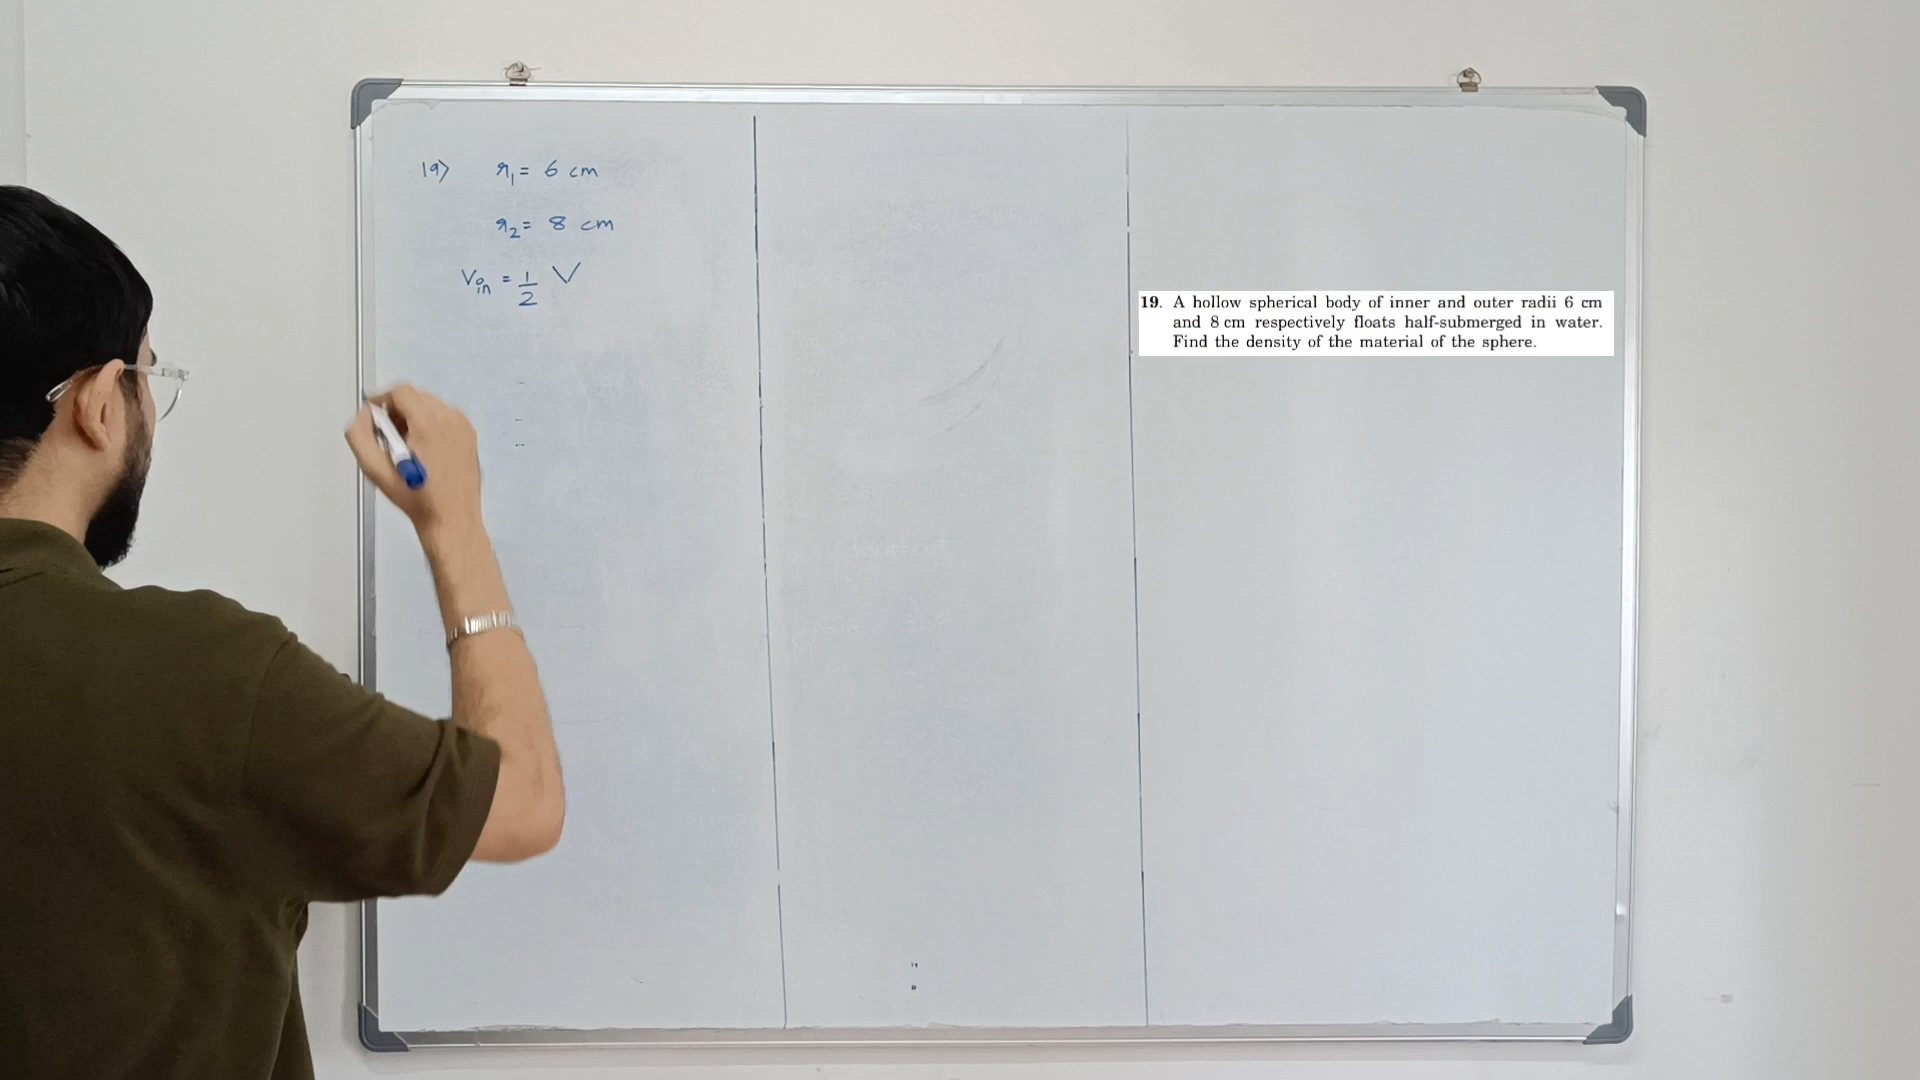 19) r₁ = 6 cm
r₂ = 8 cm
Vin = 1/2 V
19. A hollow spherical body of inner and outer radii 6 cm
and 8 cm respectively floats half-submerged in water.
Find the density of the material of the sphere.